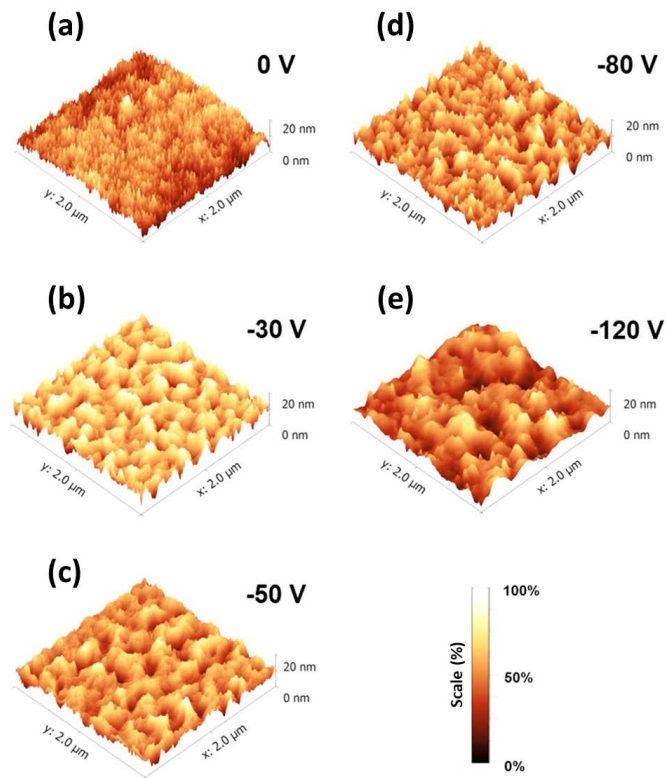 (a)
0 V
20 nm
0 nm
y: 2.0 µm
x: 2.0 µm
(b)
-30 V
20 nm
0 nm
y: 2.0 µm
x: 2.0 µm
(c)
-50 V
20 nm
0 nm
y: 2.0 µm
x: 2.0 µm
(d)
-80 V
20 nm
0 nm
y: 2.0 µm
x: 2.0 µm
(e)
-120 V
20 nm
0 nm
y: 2.0 µm
x: 2.0 µm
100%
50%
0%
Scale (%)